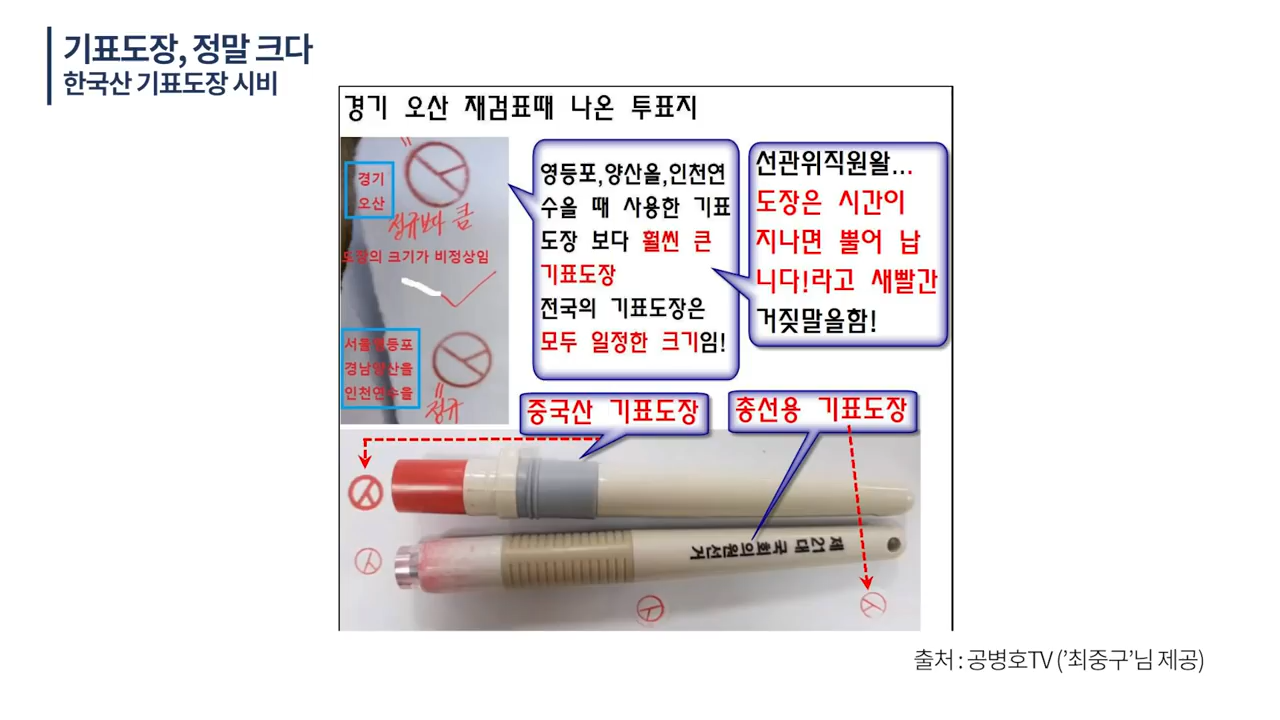 기표도장, 정말 크다
한국산 기표도장 시비
경기 오산 재검표때 나온 투표지
경기
오산
정규보다 큼
도장의 크기가 비정상임
서울영등포
경남양산을
인천연수을
정규
영등포,양산을,인천연
수을 때 사용한 기표
도장 보다 훨씬 큰
기표도장
전국의 기표도장은
모두 일정한 크기임!
선관위직원왈...
도장은 시간이
지나면 뿔어 납
니다!라고 새빨간
거짖말을함!
중국산 기표도장
총선용 기표도장
제21대 국회의원선거
출처 : 공병호TV ('최중구'님 제공)